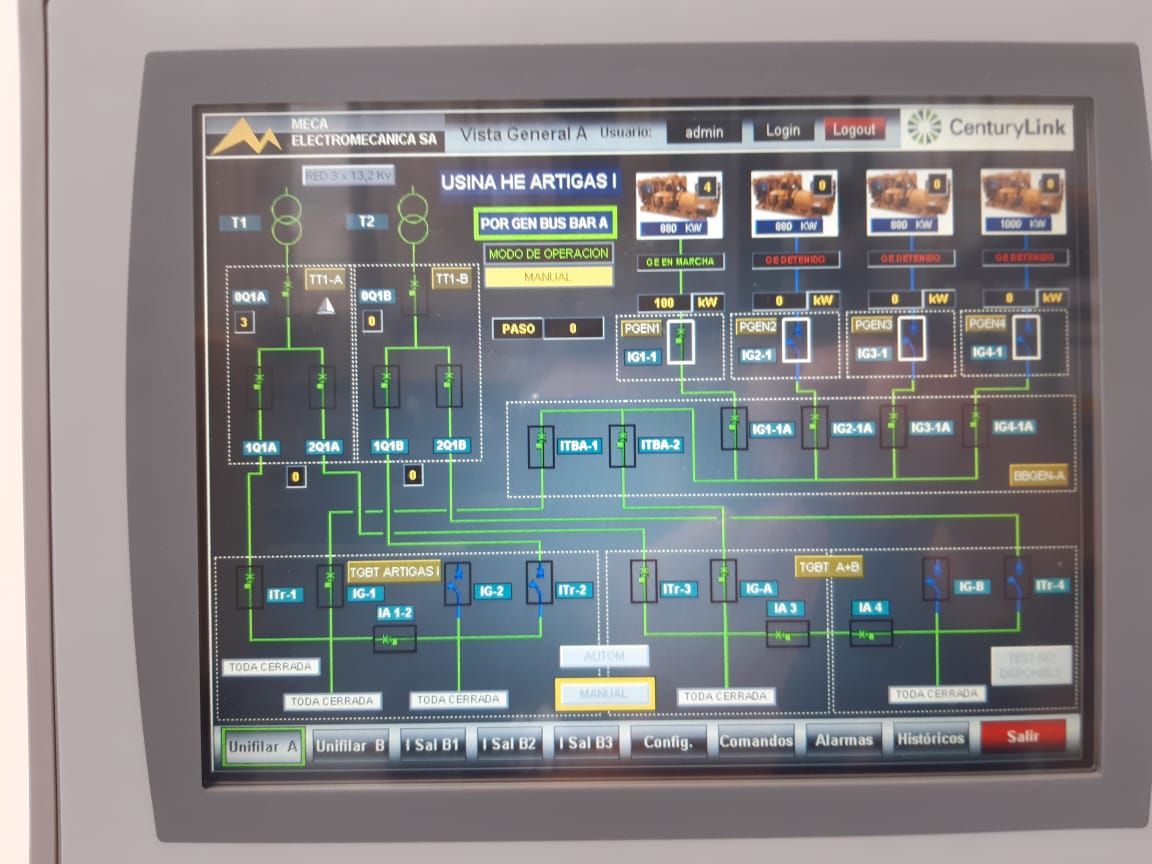 MECA
ELECTROMECANICA SA
Vista General A
Usuario:
admin
Login
Logout
CenturyLink
RED 3 x 13,2 Kv
USINA HE ARTIGAS I
T1
T2
POR GEN BUS BAR A
MODO DE OPERACION
MANUAL
PASO 0
4
880 KW
0
880 KW
0
880 KW
0
1000 KW
GE EN MARCHA
GE DETENIDO
GE DETENIDO
GE DETENIDO
100 kW
0 kW
0 kW
0 kW
TT1-A
TT1-B
0Q1A
3
0Q1B
0
PGEN1
IG1-1
PGEN2
IG2-1
PGEN3
IG3-1
PGEN4
IG4-1
1Q1A
2Q1A
1Q1B
2Q1B
0
0
ITBA-1
ITBA-2
IG1-1A
IG2-1A
IG3-1A
IG4-1A
BBGEN-A
TGBT ARTIGAS I
TGBT A+B
ITr-1
IG-1
IG-2
ITr-2
ITr-3
IG-A
IG-B
ITr-4
IA 1-2
IA 3
IA 4
TODA CERRADA
TODA CERRADA
TODA CERRADA
AUTOM
MANUAL
TODA CERRADA
TODA CERRADA
TEST NO
DISPONIBLE
Unifilar A
Unifilar B
I Sal B1
I Sal B2
I Sal B3
Config.
Comandos
Alarmas
Históricos
Salir